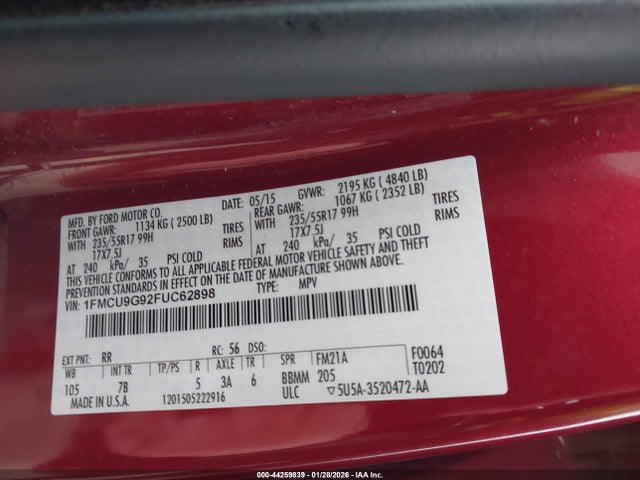 MFD. BY FORD MOTOR CO. DATE: 05/15 GVWR: 2195 KG ( 4840 LB)
FRONT GAWR: 1134 KG ( 2500 LB) REAR GAWR: 1067 KG ( 2352 LB)
WITH 235/55R17 99H TIRES WITH 235/55R17 99H TIRES
17X7.5J RIMS 17X7.5J RIMS
AT 240 kPa/ 35 PSI COLD AT 240 kPa/ 35 PSI COLD
THIS VEHICLE CONFORMS TO ALL APPLICABLE FEDERAL MOTOR VEHICLE SAFETY AND THEFT
PREVENTION STANDARDS IN EFFECT ON THE DATE OF MANUFACTURE SHOWN ABOVE.
VIN: 1FMCU9G92FUC62898 TYPE: MPV
EXT PNT: RR RC: 56 DSO: F0064
WB INT TR TP/PS R AXLE TR SPR FM21A T0202
105 7B 5 3A 6 BBMM 205
MADE IN U.S.A. 1201505222916 ULC ▽5U5A-3520472-AA
000-44259839 | 01/28/2026 - IAA Inc.